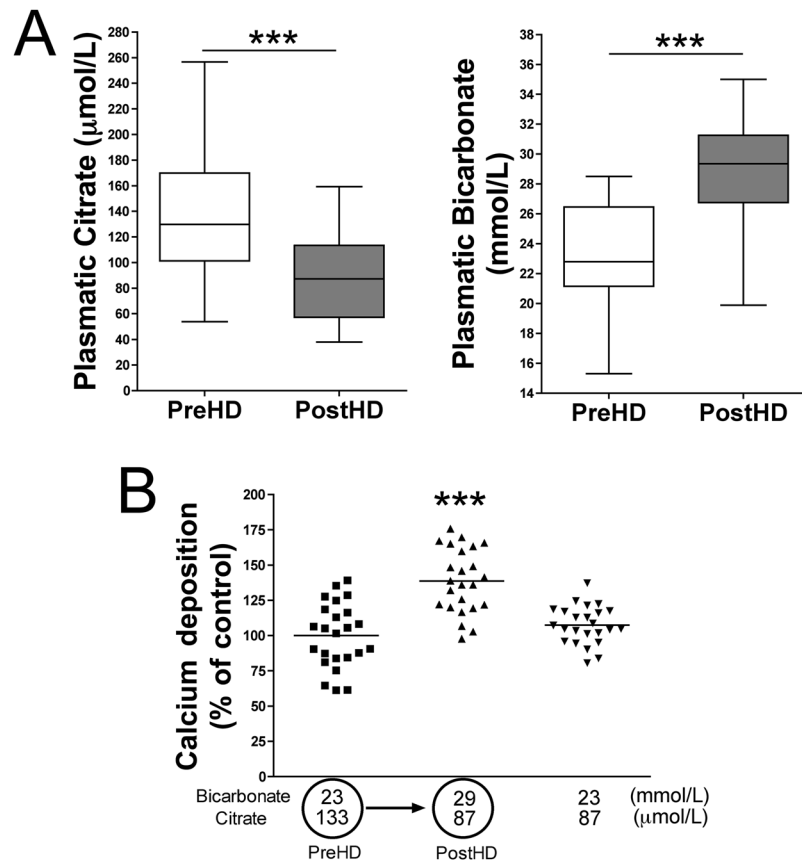 A
Plasmatic Citrate (μmol/L)
280
260
240
220
200
180
160
140
120
100
80
60
40
20
0
***
PreHD
PostHD
Plasmatic Bicarbonate
(mmol/L)
38
36
34
32
30
28
26
24
22
20
18
16
14
***
PreHD
PostHD
B
Calcium deposition
(% of control)
200
175
150
125
100
75
50
25
0
***
Bicarbonate 23 29 23 (mmol/L)
Citrate 133 87 87 (μmol/L)
PreHD PostHD